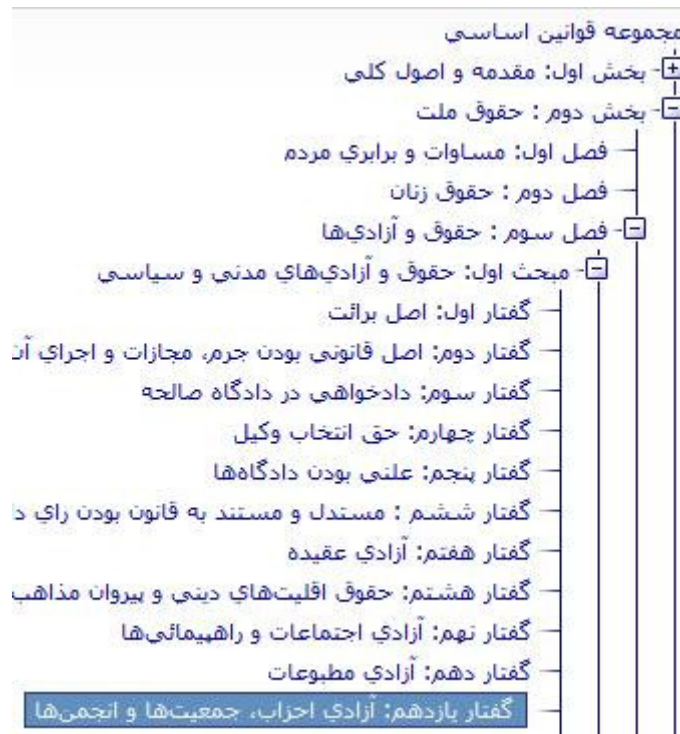 مجموعه قوانين اساسي
بخش اول: مقدمه و اصول كلي
بخش دوم : حقوق ملت
فصل اول: مساوات و برابري مردم
فصل دوم : حقوق زنان
فصل سوم : حقوق و آزادي‌ها
مبحث اول: حقوق و آزادي‌هاي مدني و سياسي
گفتار اول: اصل برائت
گفتار دوم: اصل قانوني بودن جرم، مجازات و اجراي آن
گفتار سوم: دادخواهي در دادگاه صالحه
گفتار چهارم: حق انتخاب وكيل
گفتار پنجم: علني بودن دادگاه‌ها
گفتار ششم : مستدل و مستند به قانون بودن راي
گفتار هفتم: آزادي عقيده
گفتار هشتم: حقوق اقليت‌هاي ديني و پيروان مذاهب
گفتار نهم: آزادي اجتماعات و راهپيمائي‌ها
گفتار دهم: آزادي مطبوعات
گفتار يازدهم: آزادي احزاب، جمعيت‌ها و انجمن‌ها